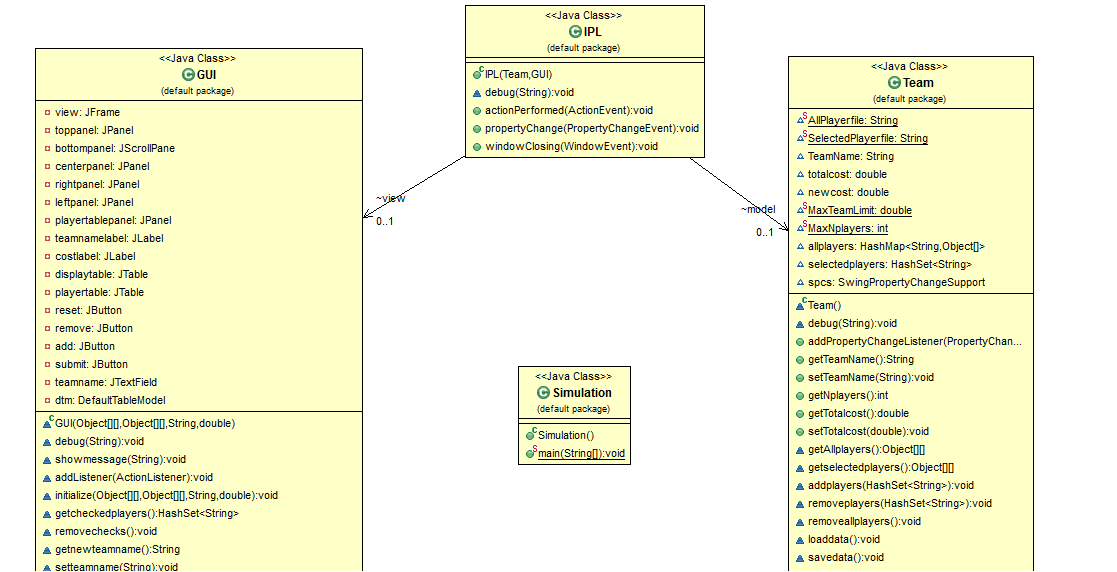 <<Java Class>>
GUI
(default package)
view: JFrame
toppanel: JPanel
bottompanel: JScrollPane
centerpanel: JPanel
rightpanel: JPanel
leftpanel: JPanel
playertablepanel: JPanel
teamnamelabel: JLabel
costlabel: JLabel
displaytable: JTable
playertable: JTable
reset: JButton
remove: JButton
add: JButton
submit: JButton
teamname: JTextField
dtm: DefaultTableModel
GUI(Object[][],Object[][],String,double)
debug(String):void
showmessage(String):void
addListener(ActionListener):void
initialize(Object[][],Object[][],String,double):void
getcheckedplayers():HashSet<String>
removechecks():void
getnewteamname():String
setteamname(String):void
<<Java Class>>
IPL
(default package)
IPL(Team,GUI)
debug(String):void
actionPerformed(ActionEvent):void
propertyChange(PropertyChangeEvent):void
windowClosing(WindowEvent):void
~view
0..1
~model
0..1
<<Java Class>>
Simulation
(default package)
Simulation()
main(String[]):void
<<Java Class>>
Team
(default package)
AllPlayerfile: String
SelectedPlayerfile: String
TeamName: String
totalcost: double
newcost: double
MaxTeamLimit: double
MaxNplayers: int
allplayers: HashMap<String,Object[]>
selectedplayers: HashSet<String>
spcs: SwingPropertyChangeSupport
Team()
debug(String):void
addPropertyChangeListener(PropertyChan...
getTeamName():String
setTeamName(String):void
getNplayers():int
getTotalcost():double
setTotalcost(double):void
getAllplayers():Object[][]
getselectedplayers():Object[][]
addplayers(HashSet<String>):void
removeplayers(HashSet<String>):void
removeallplayers():void
loaddata():void
savedata():void